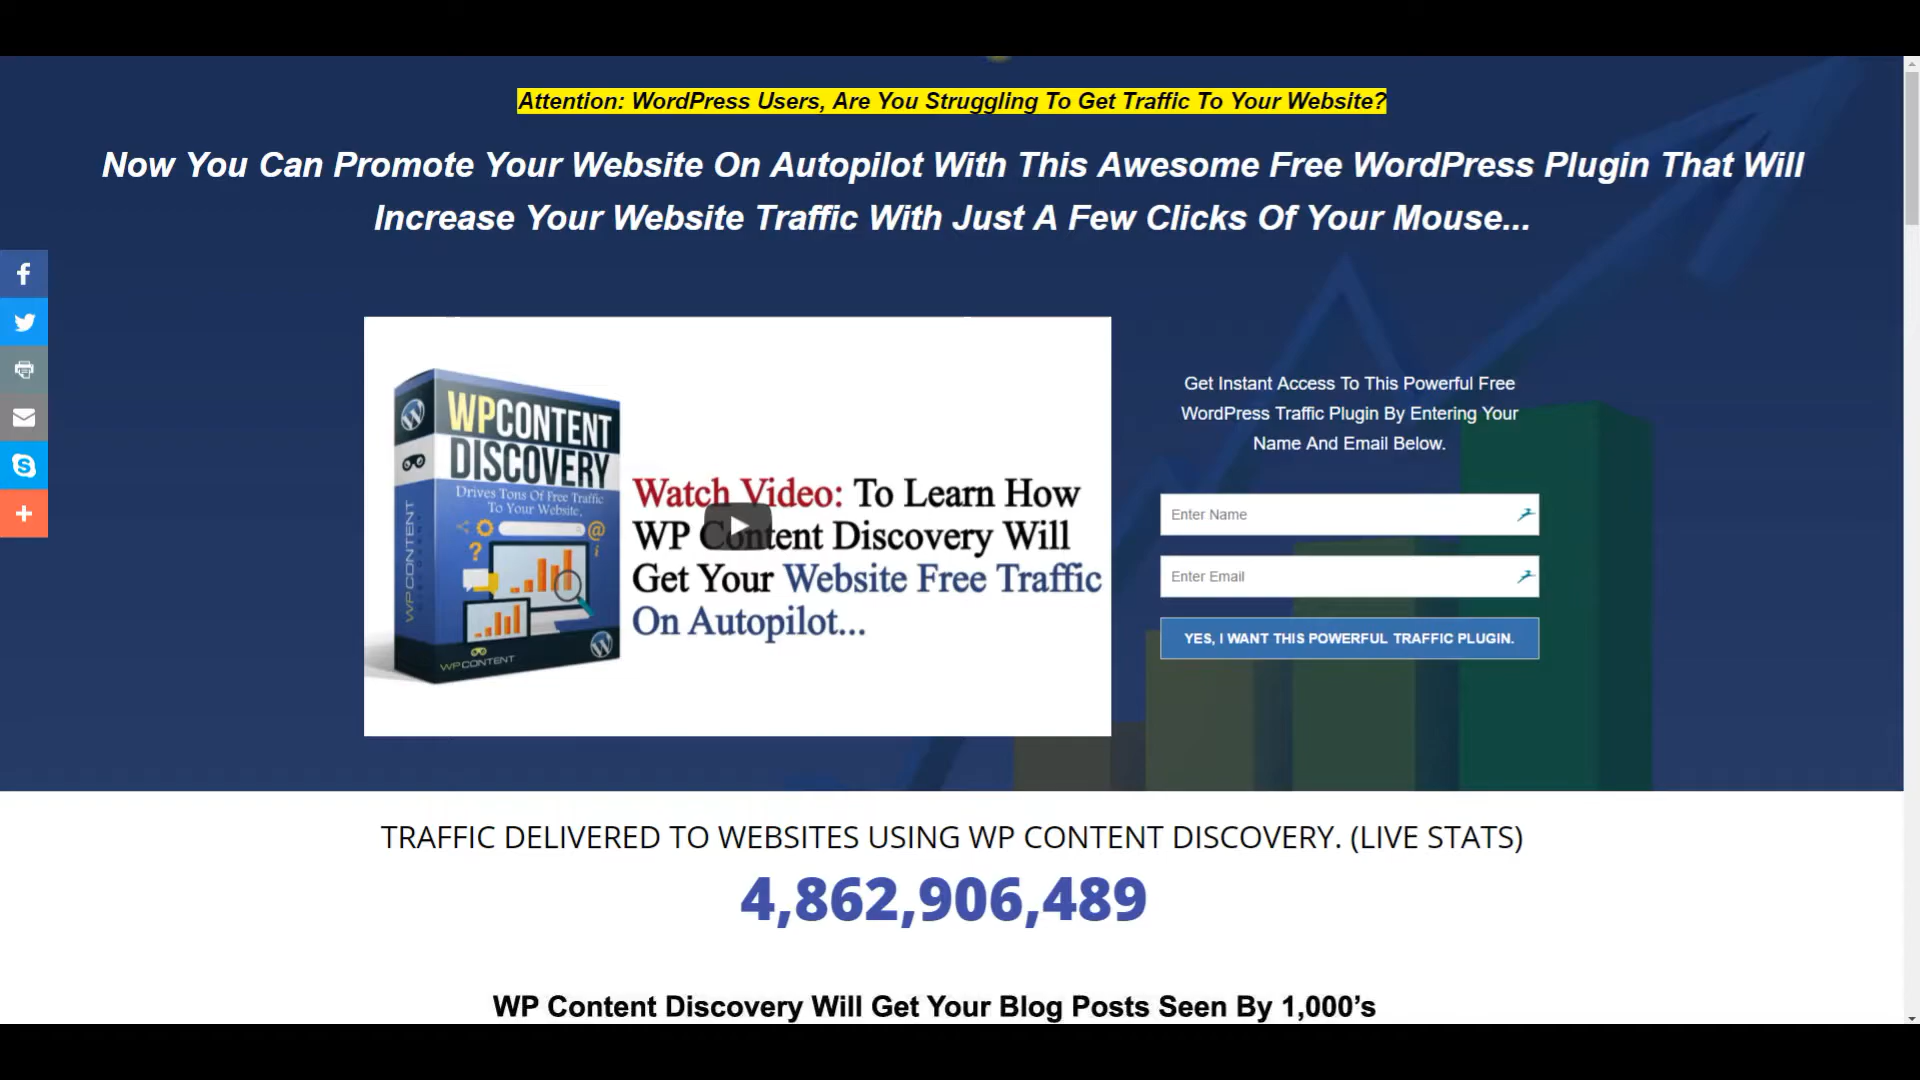 Attention: WordPress Users, Are You Struggling To Get Traffic To Your Website?
Now You Can Promote Your Website On Autopilot With This Awesome Free WordPress Plugin That Will
Increase Your Website Traffic With Just A Few Clicks Of Your Mouse...
WPCONTENT
DISCOVERY
Drives Tons Of Free Traffic
To Your Website.
WPCONTENT
WPCONTENT
Watch Video: To Learn How
WP Content Discovery Will
Get Your Website Free Traffic
On Autopilot...
Get Instant Access To This Powerful Free
WordPress Traffic Plugin By Entering Your
Name And Email Below.
Enter Name
Enter Email
YES, I WANT THIS POWERFUL TRAFFIC PLUGIN.
TRAFFIC DELIVERED TO WEBSITES USING WP CONTENT DISCOVERY. (LIVE STATS)
4,862,906,489
WP Content Discovery Will Get Your Blog Posts Seen By 1,000’s